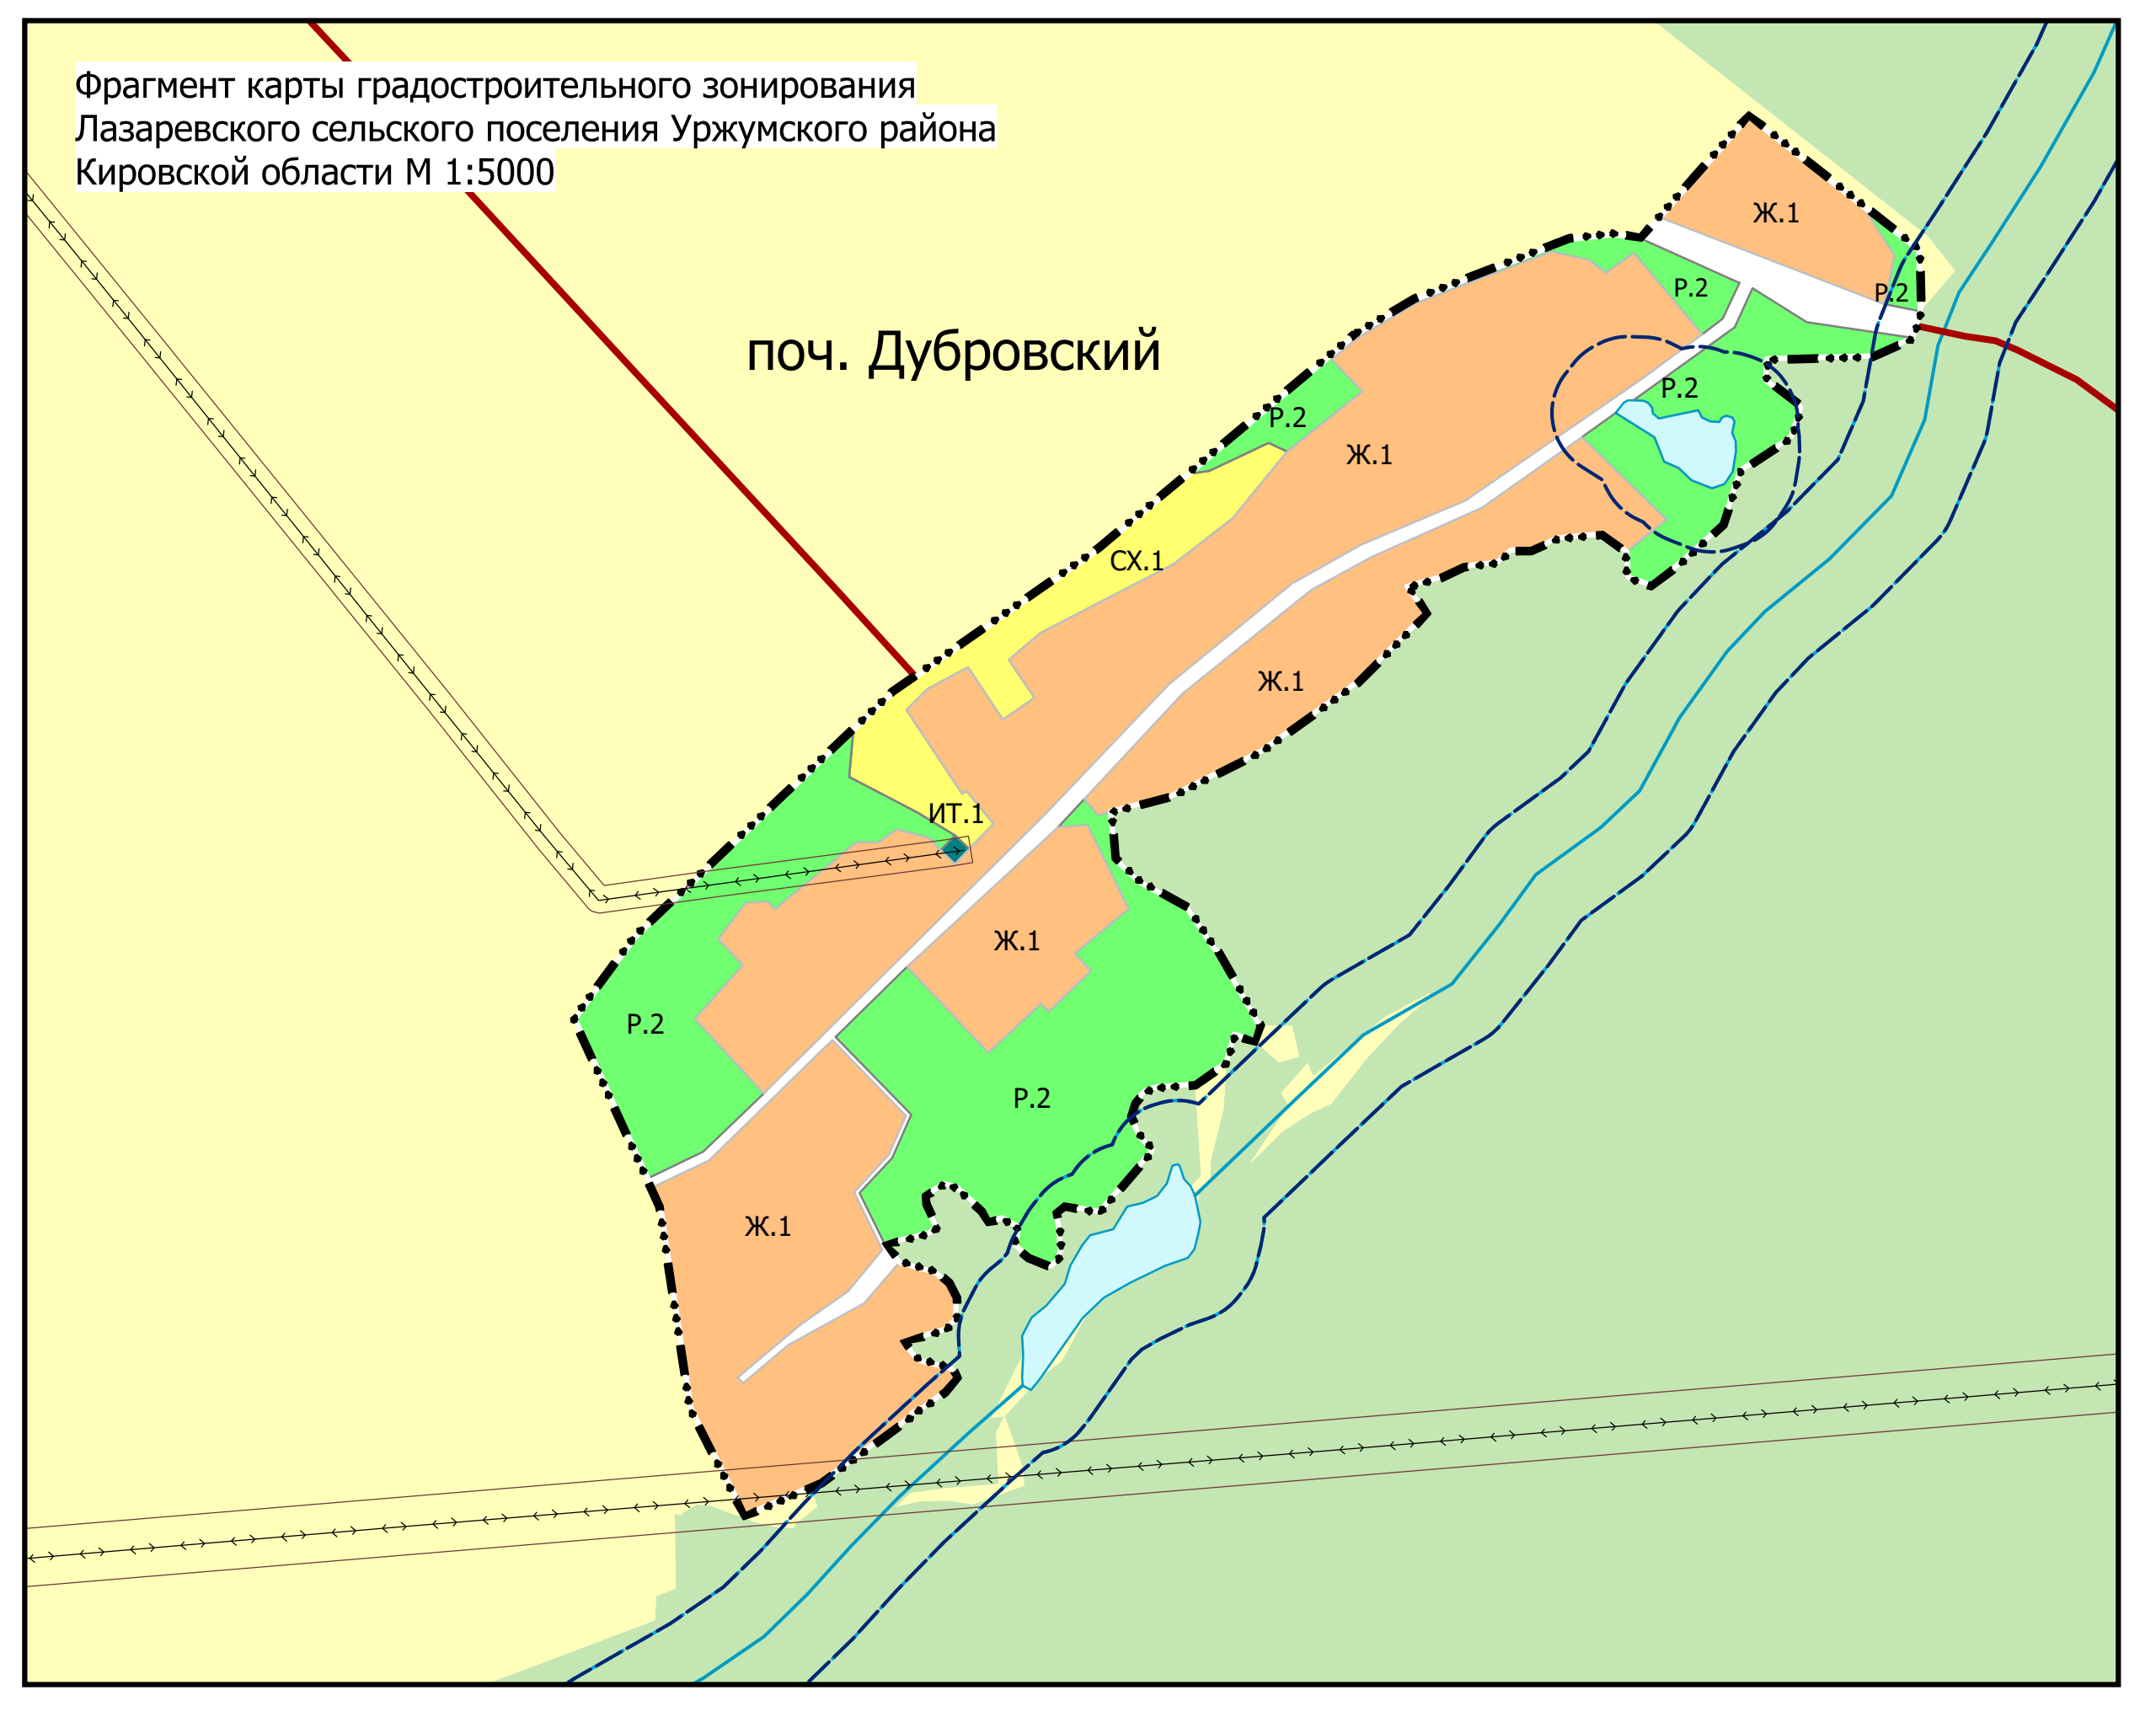 Фрагмент карты градостроительного зонирования
Лазаревского сельского поселения Уржумского района
Кировской области М 1:5000
Ж.1
Р.2
Р.2
поч. Дубровский
Р.2
Р.2
Ж.1
СХ.1
Ж.1
ИТ.1
Ж.1
Р.2
Р.2
Ж.1